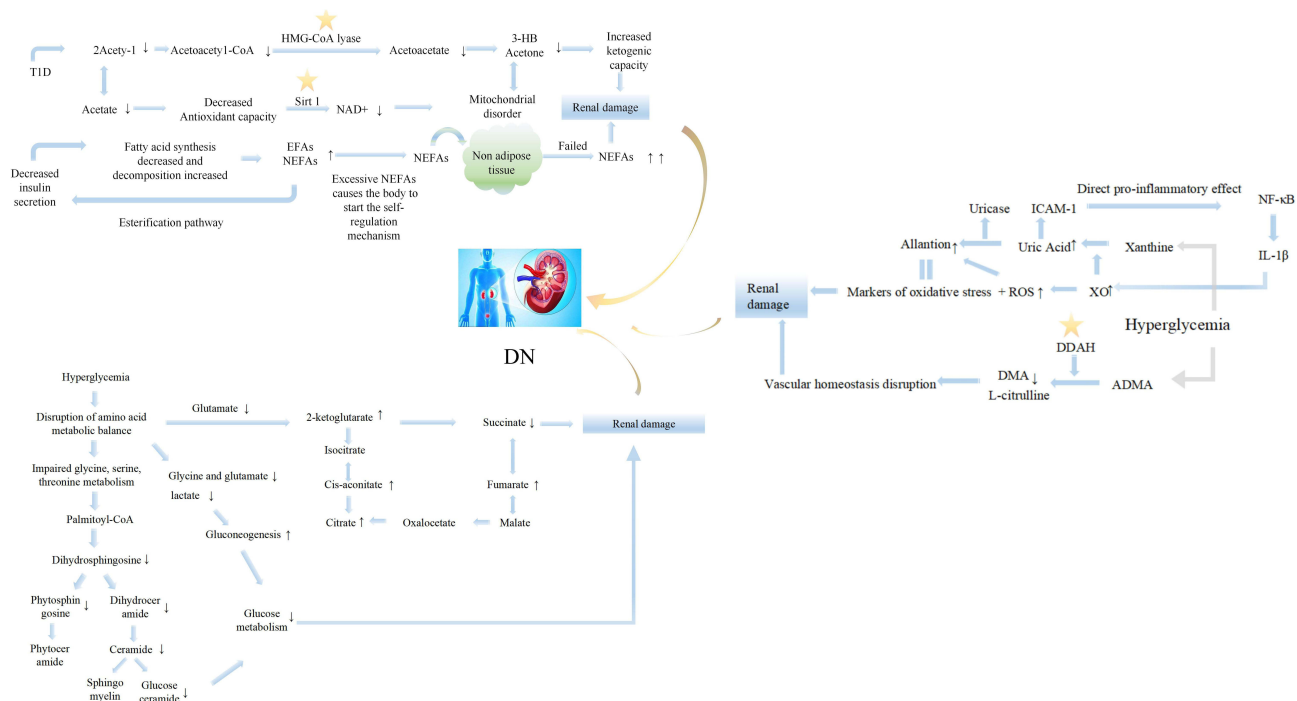 HMG-CoA lyase
2Acety-1 ↓
Acetoacety1-CoA ↓
Acetoacetate ↓
3-HB
Acetone ↓
Increased
ketogenic
capacity
T1D
Acetate ↓
Decreased
Antioxidant capacity
Sirt 1
NAD+ ↓
Mitochondrial
disorder
Renal damage
Decreased
insulin
secretion
Fatty acid synthesis
decreased and
decomposition increased
EFAs
NEFAs ↑
NEFAs
Non adipose
tissue
Failed
NEFAs ↑ ↑
Excessive NEFAs
causes the body to
start the self-
regulation
mechanism
Esterification pathway
DN
Direct pro-inflammatory effect
Uricase
ICAM-1
NF-κB
Allantion ↑
Uric Acid ↑
Xanthine
IL-1β
Renal
damage
Markers of oxidative stress + ROS ↑
XO ↑
Hyperglycemia
DDAH
Vascular homeostasis disruption
DMA ↓
L-citrulline
ADMA
Hyperglycemia
Disruption of amino acid
metabolic balance
Glutamate ↓
2-ketoglutarate ↑
Succinate ↓
Renal damage
Isocitrate
Impaired glycine, serine,
threonine metabolism
Glycine and glutamate ↓
lactate ↓
Cis-aconitate ↑
Fumarate ↑
Palmitoyl-CoA
Citrate ↑
Oxalocetate
Malate
Gluconeogenesis ↑
Dihydrosphingosine ↓
Phytosphin
gosine ↓
Dihydrocer
amide ↓
Glucose
metabolism ↓
Phytocer
amide
Ceramide ↓
Sphingo
myelin
Glucose
ceramide ↓